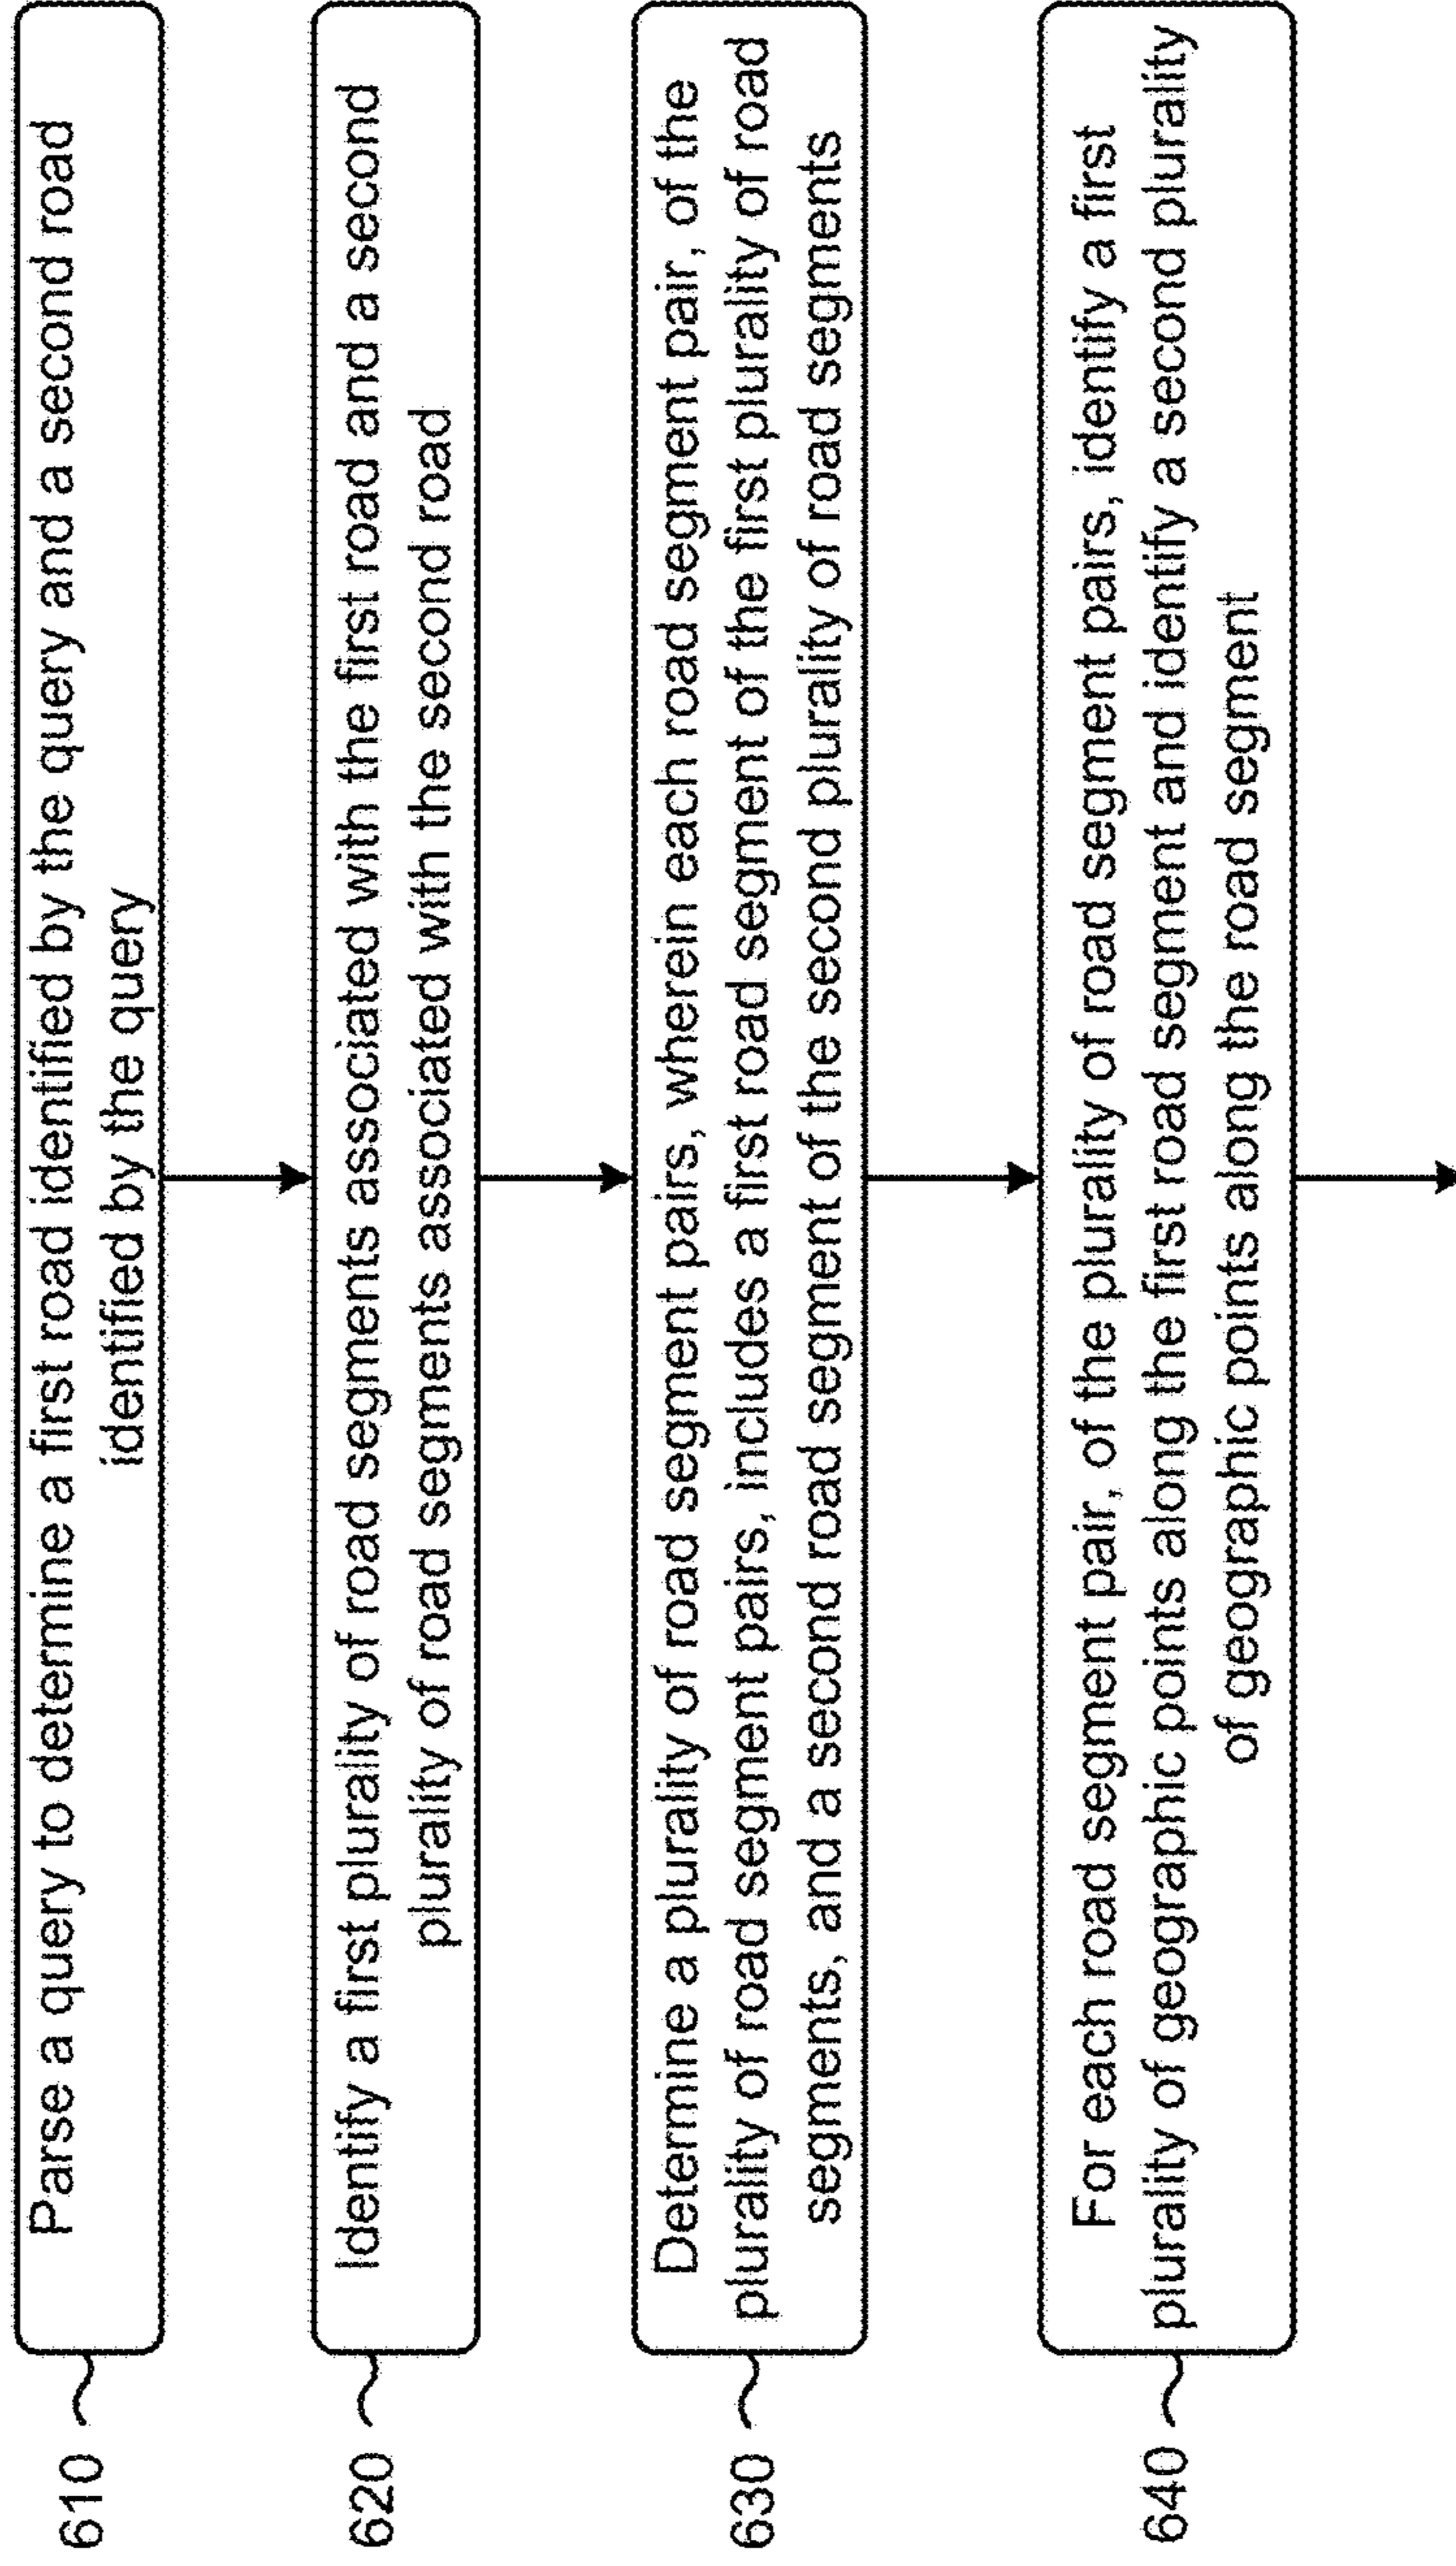 610
Parse a query to determine a first road identified by the query and a second road
identified by the query
620
Identify a first plurality of road segments associated with the first road and a second
plurality of road segments associated with the second road
630
Determine a plurality of road segment pairs, wherein each road segment pair, of the
plurality of road segment pairs, includes a first road segment of the first plurality of road
segments, and a second road segment of the second plurality of road segments
640
For each road segment pair, of the plurality of road segment pairs, identify a first
plurality of geographic points along the first road segment and identify a second plurality
of geographic points along the road segment